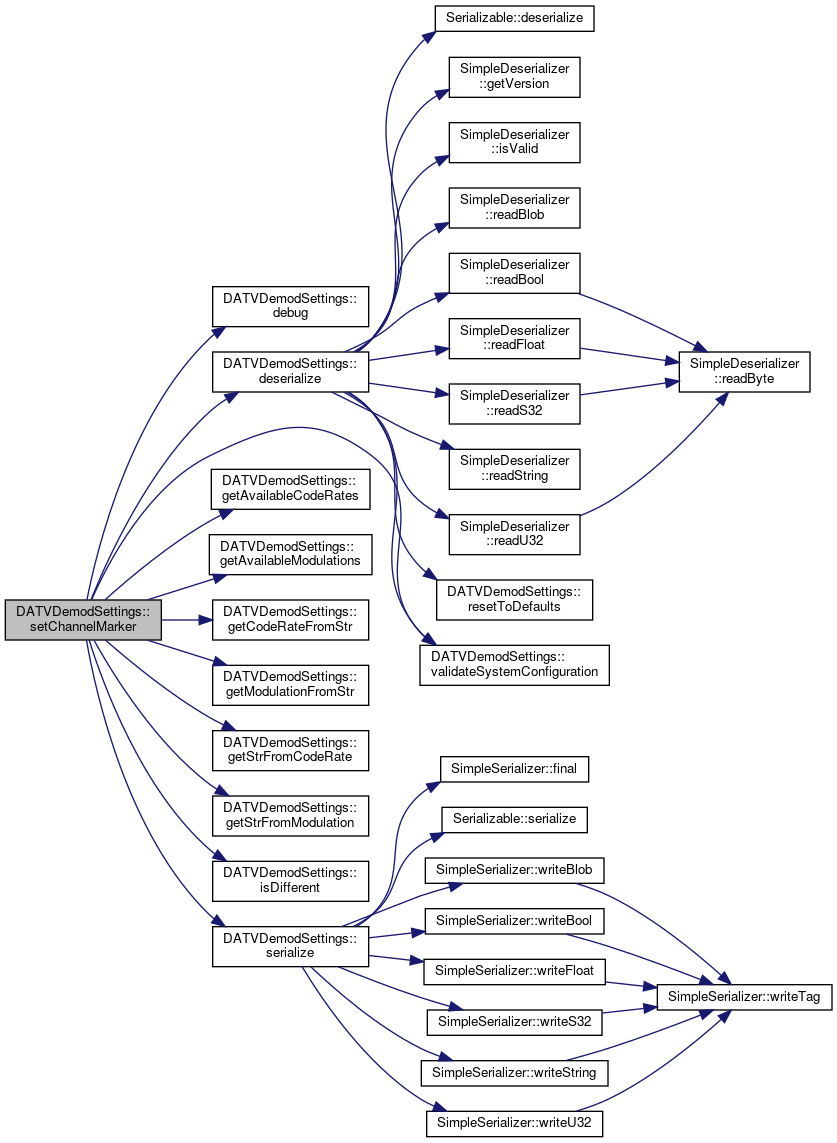 Serializable::deserialize
SimpleDeserializer
::getVersion
SimpleDeserializer
::isValid
SimpleDeserializer
::readBlob
SimpleDeserializer
::readBool
DATVDemodSettings::
debug
SimpleDeserializer
::readFloat
DATVDemodSettings::
deserialize
SimpleDeserializer
::readByte
SimpleDeserializer
::readS32
SimpleDeserializer
::readString
DATVDemodSettings::
getAvailableCodeRates
SimpleDeserializer
::readU32
DATVDemodSettings::
getAvailableModulations
DATVDemodSettings::
resetToDefaults
DATVDemodSettings::
setChannelMarker
DATVDemodSettings::
getCodeRateFromStr
DATVDemodSettings::
validateSystemConfiguration
DATVDemodSettings::
getModulationFromStr
DATVDemodSettings::
getStrFromCodeRate
SimpleSerializer::final
DATVDemodSettings::
getStrFromModulation
Serializable::serialize
DATVDemodSettings::
isDifferent
SimpleSerializer::writeBlob
SimpleSerializer::writeBool
DATVDemodSettings::
serialize
SimpleSerializer::writeFloat
SimpleSerializer::writeTag
SimpleSerializer::writeS32
SimpleSerializer::writeString
SimpleSerializer::writeU32